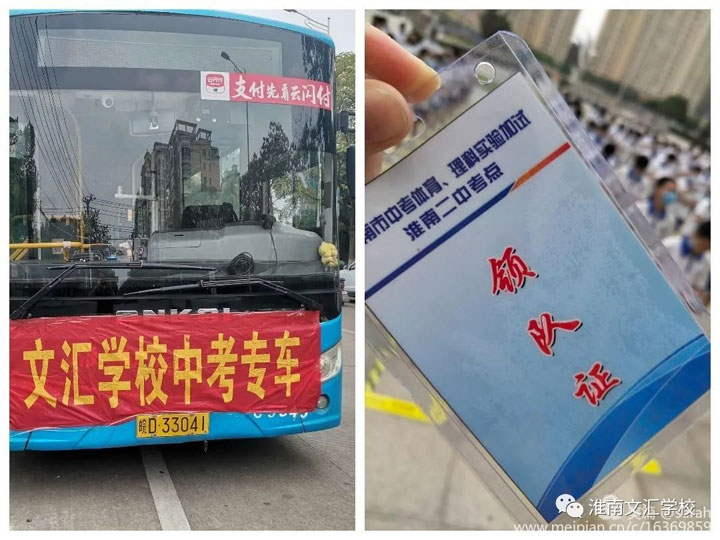 支付先看云闪付
文汇学校中考专车
皖D·33041
南市中考体育、理科实验加试
淮南二中考点
领队证
淮南文汇学校
www.meipian.cn/c/16369859